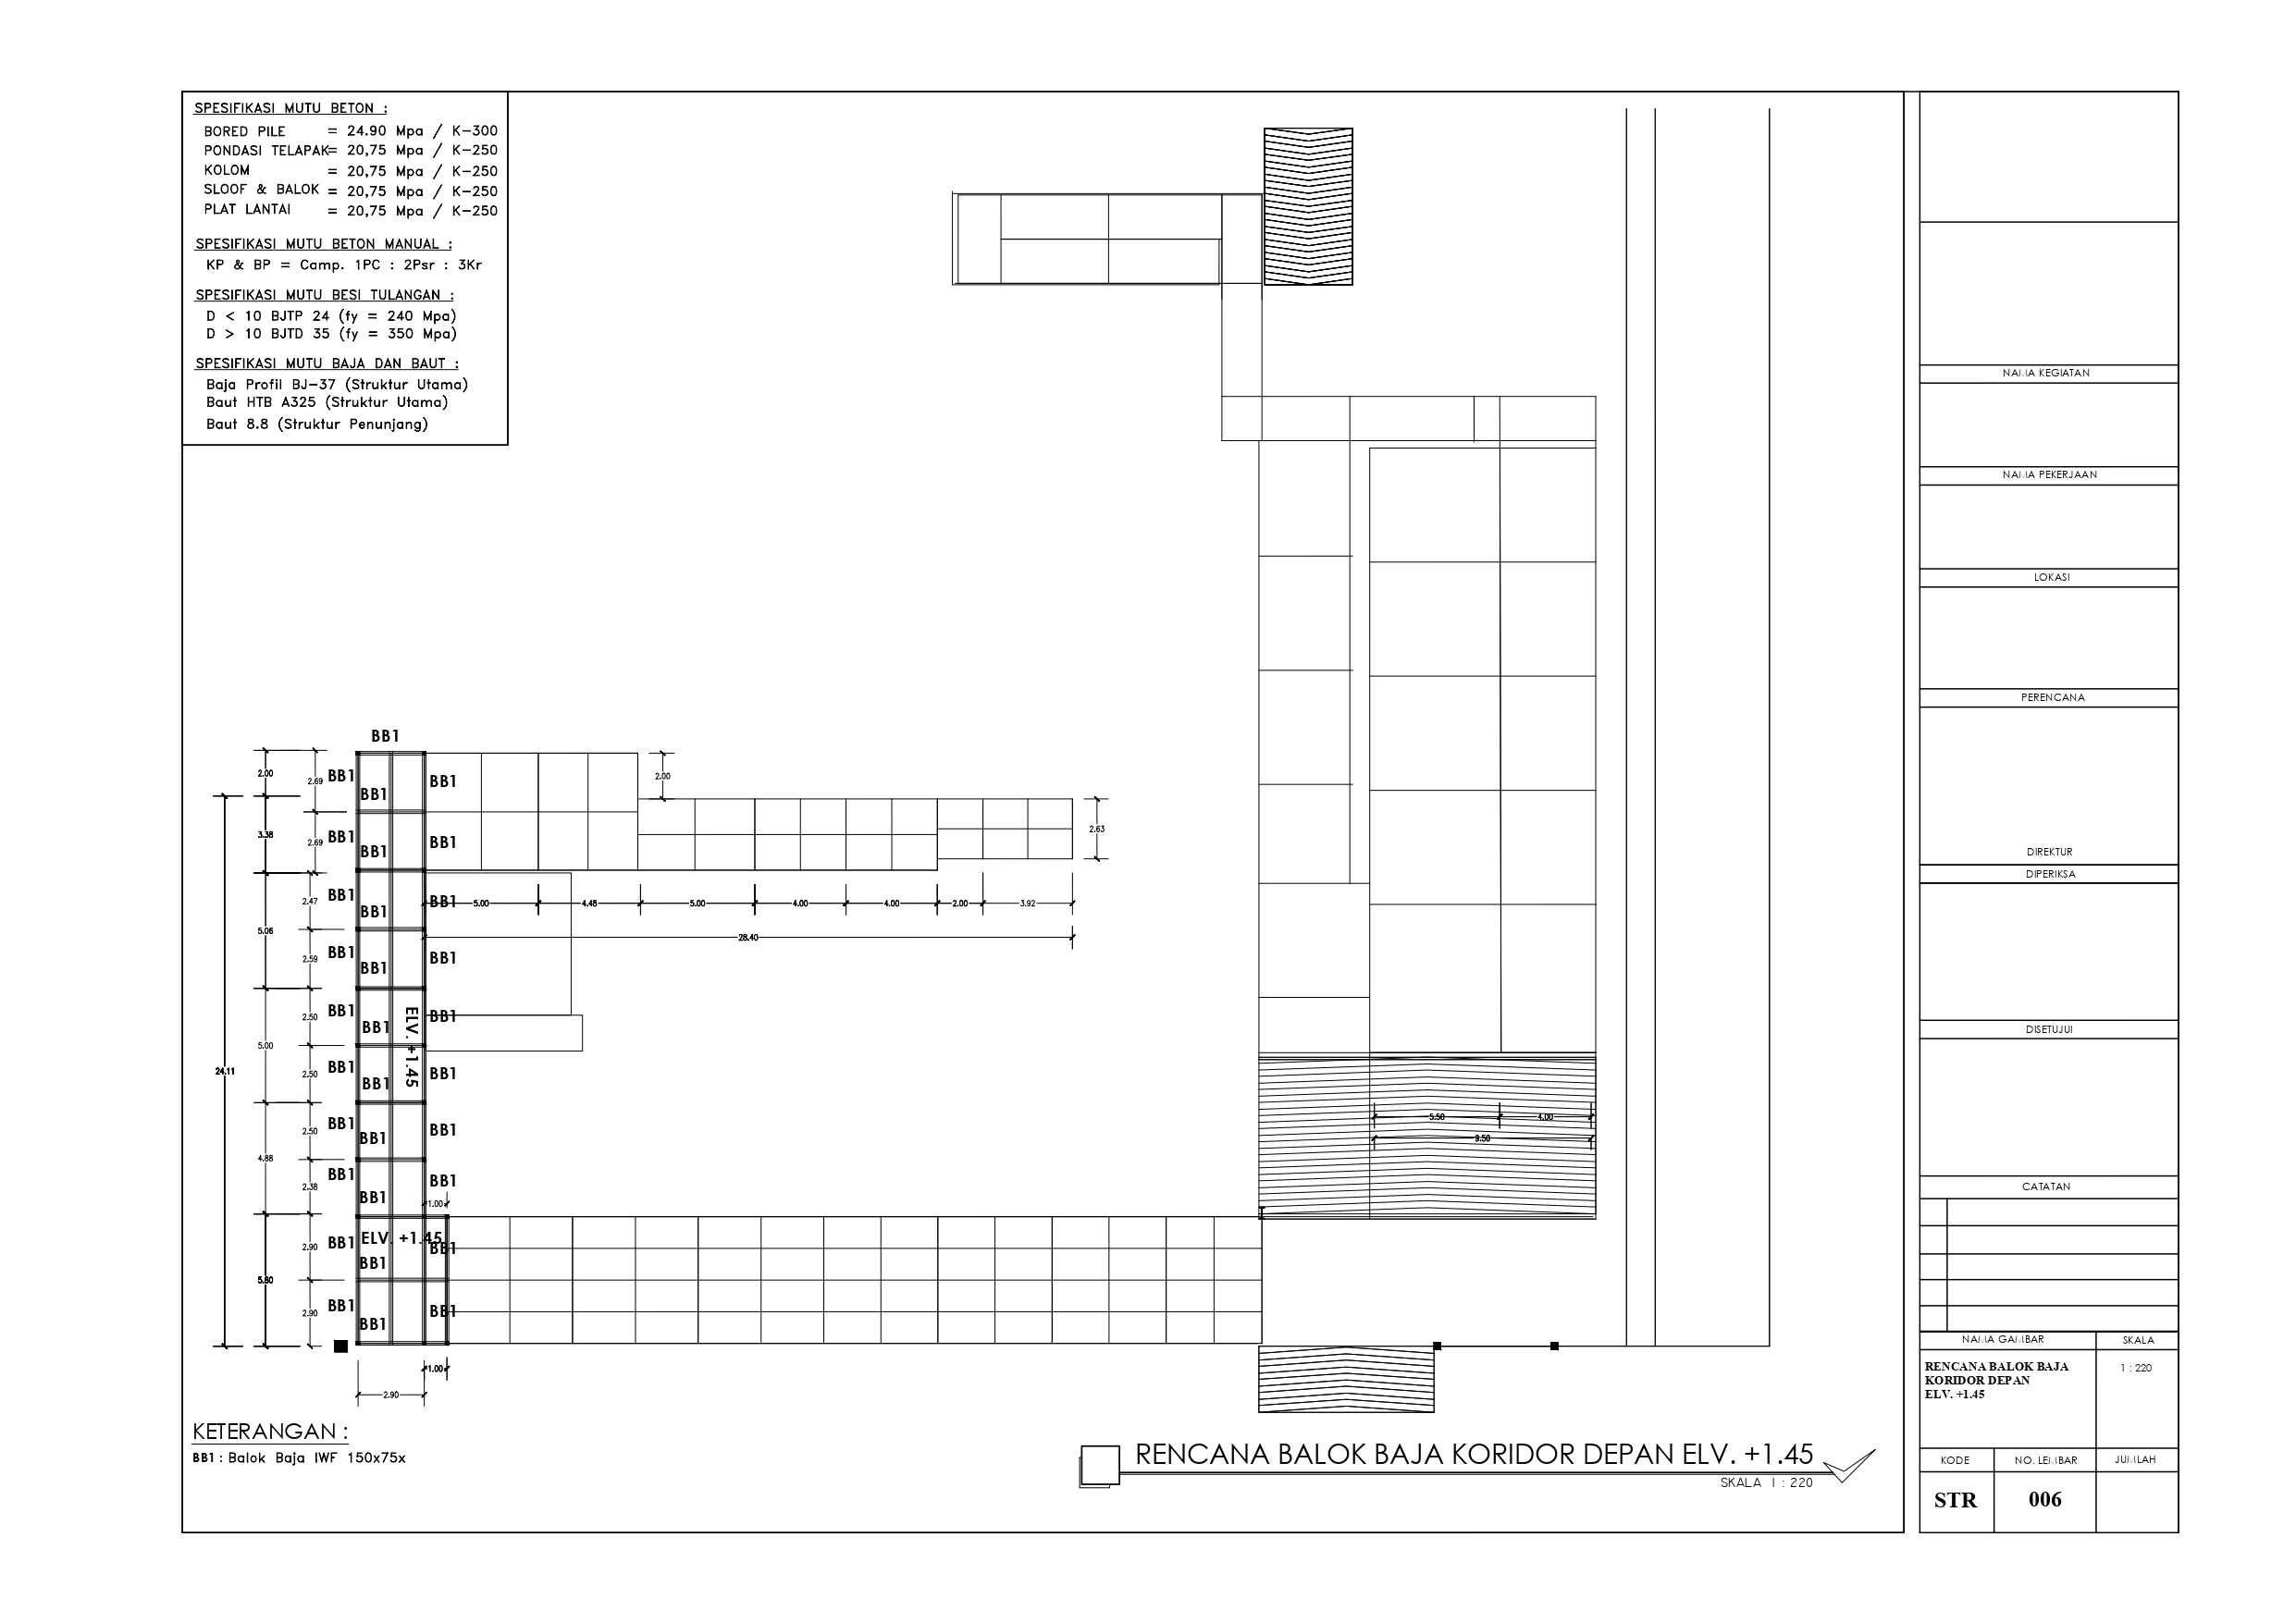 SPESIFIKASI MUTU BETON :
BORED PILE = 24.90 Mpa / K-300
PONDASI TELAPAK= 20,75 Mpa / K-250
KOLOM = 20,75 Mpa / K-250
SLOOF & BALOK = 20,75 Mpa / K-250
PLAT LANTAI = 20,75 Mpa / K-250
SPESIFIKASI MUTU BETON MANUAL :
KP & BP = Camp. 1PC : 2Psr : 3Kr
SPESIFIKASI MUTU BESI TULANGAN :
D < 10 BJTP 24 (fy = 240 Mpa)
D > 10 BJTD 35 (fy = 350 Mpa)
SPESIFIKASI MUTU BAJA DAN BAUT :
Baja Profil BJ-37 (Struktur Utama)
Baut HTB A325 (Struktur Utama)
Baut 8.8 (Struktur Penunjang)
BB1
2.00 2.69 BB1 BB1 BB1 2.00
3.38 2.69 BB1 BB1 BB1 2.63
2.47 BB1 BB1 BB1 5.00 4.48 5.00 4.00 4.00 2.00 3.92
5.06 28.40
2.59 BB1 BB1 BB1
2.50 BB1 BB1 BB1
ELV. +1.45
5.00
24.11 2.50 BB1 BB1 BB1
5.50 4.00
9.50
2.50 BB1 BB1 BB1
4.88
2.38 BB1 BB1 BB1
1.00
2.90 BB1 ELV. +1.45 BB1
BB1
5.80
2.90 BB1 BB1 BB1
1.00
2.90
KETERANGAN :
BB1 : Balok Baja IWF 150x75x
RENCANA BALOK BAJA KORIDOR DEPAN ELV. +1.45
SKALA 1 : 220
NAMA KEGIATAN
NAMA PEKERJAAN
LOKASI
PERENCANA
DIREKTUR
DIPERIKSA
DISETUJUI
CATATAN
NAMA GAMBAR SKALA
RENCANA BALOK BAJA 1 : 220
KORIDOR DEPAN
ELV. +1.45
KODE NO. LEMBAR JUMLAH
STR 006